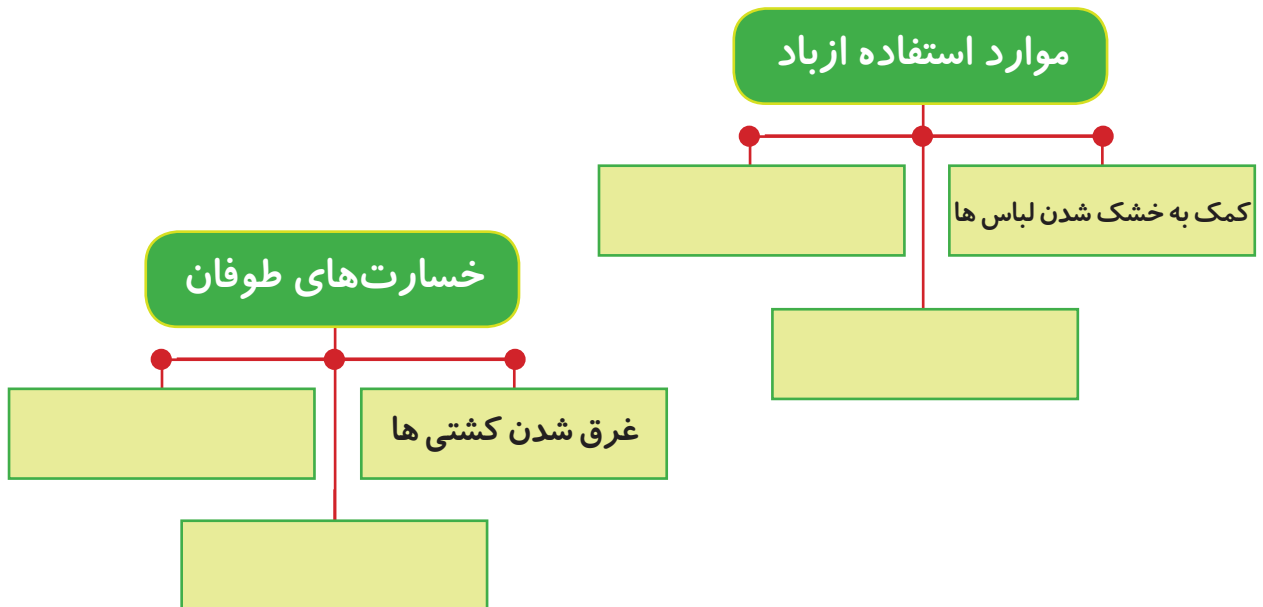 موارد استفاده ازباد
کمک به خشک شدن لباس ها
خسارت‌های طوفان
غرق شدن کشتی ها